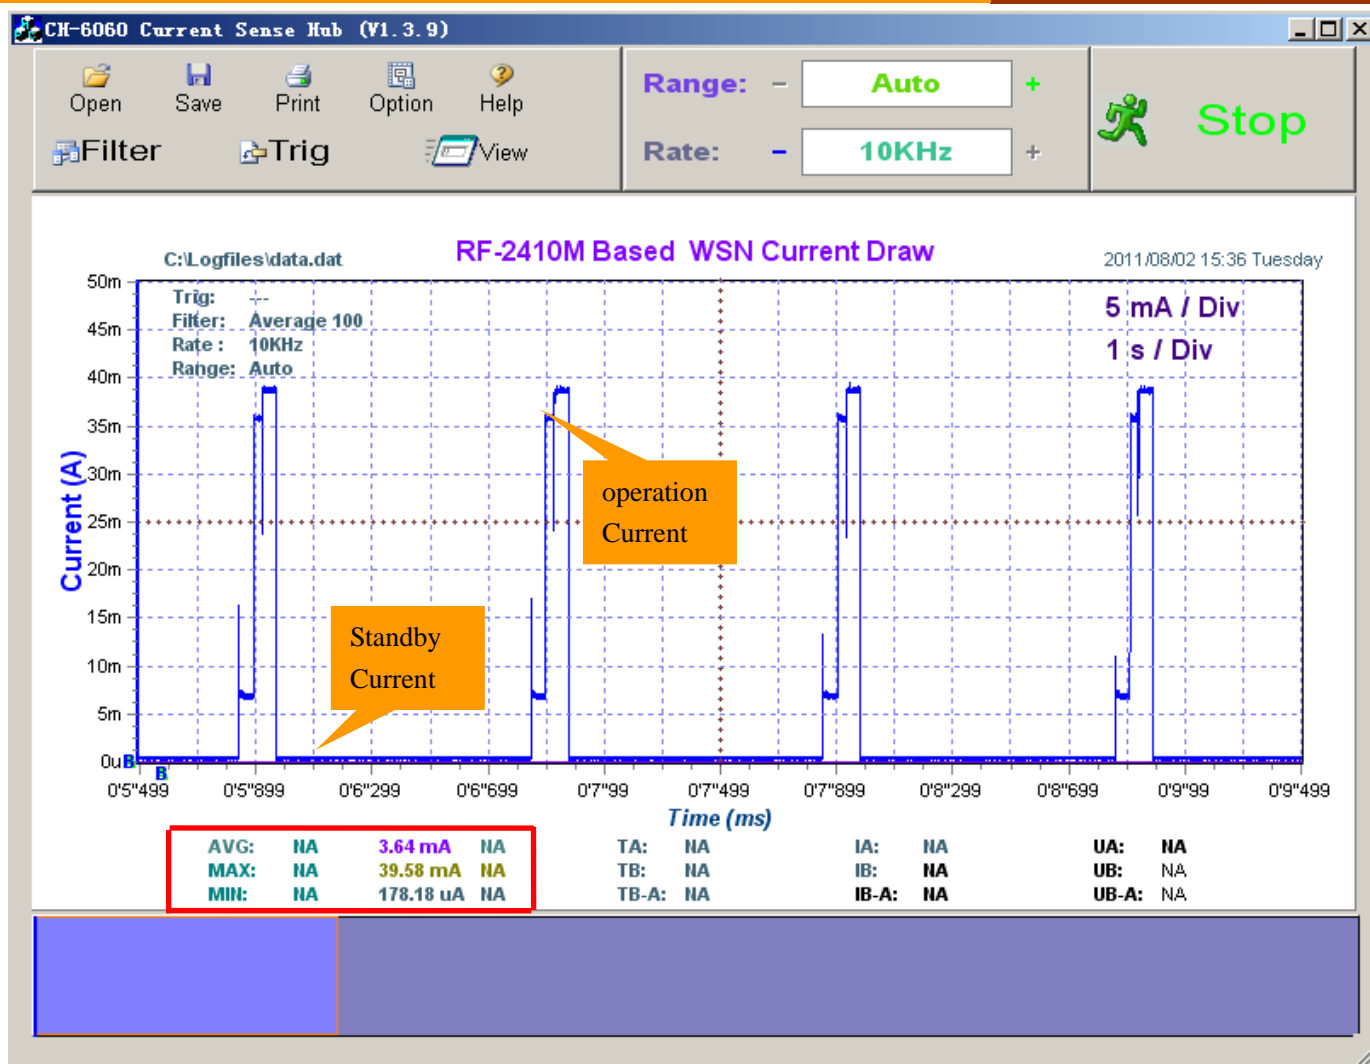 CH-6060 Current Sense Hub (V1.3.9)
Open Save Print Option Help
Filter Trig View
Range: - Auto +
Rate: - 10KHz +
Stop
C:\Logfiles\data.dat
RF-2410M Based WSN Current Draw
2011/08/02 15:36 Tuesday
Trig: ---
Filter: Average 100
Rate : 10KHz
Range: Auto
5 mA / Div
1 s / Div
Current (A)
50m
45m
40m
35m
30m
25m
20m
15m
10m
5m
0u
B
B
operation
Current
Standby
Current
0'5"499 0'5"899 0'6"299 0'6"699 0'7"99 0'7"499 0'7"899 0'8"299 0'8"699 0'9"99 0'9"499
Time (ms)
AVG: NA 3.64 mA NA TA: NA IA: NA UA: NA
MAX: NA 39.58 mA NA TB: NA IB: NA UB: NA
MIN: NA 178.18 uA NA TB-A: NA IB-A: NA UB-A: NA